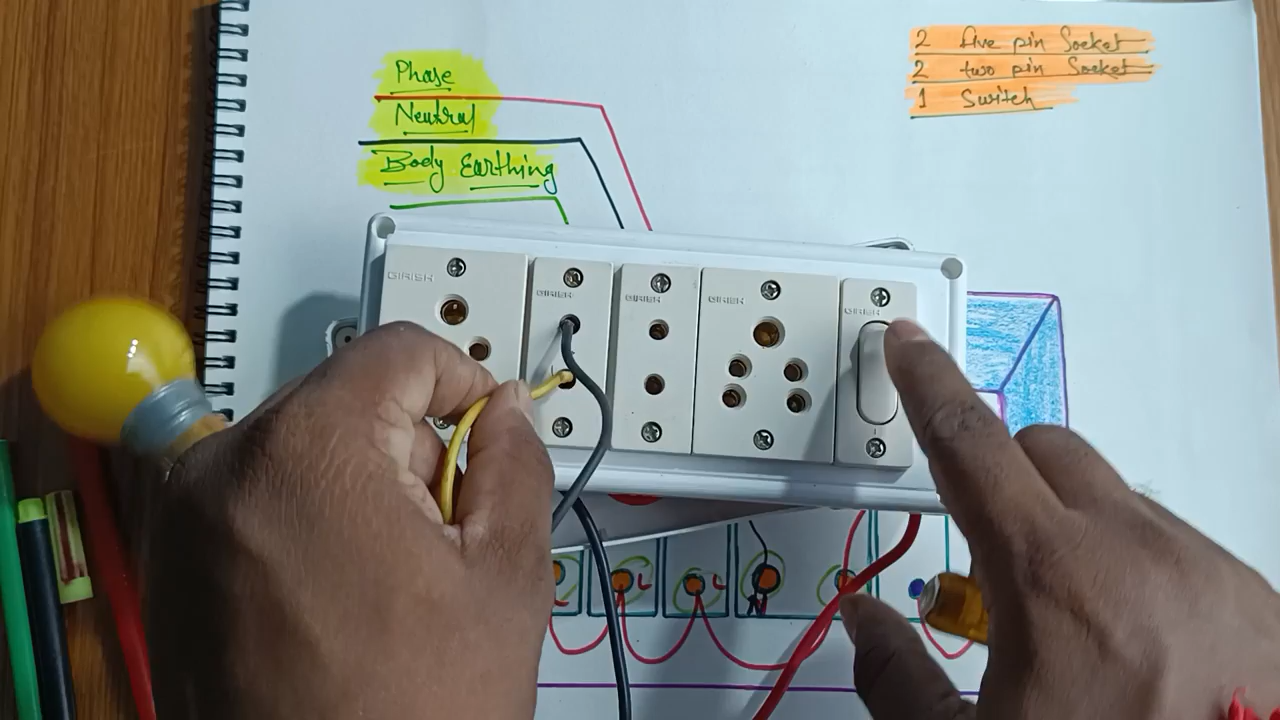 Phase
Neutral
Body Earthing
2 five pin Socket
2 two pin Socket
1 Switch
GIRISH
GIRISH
GIRISH
GIRISH
GIRISH
L
L
L
N